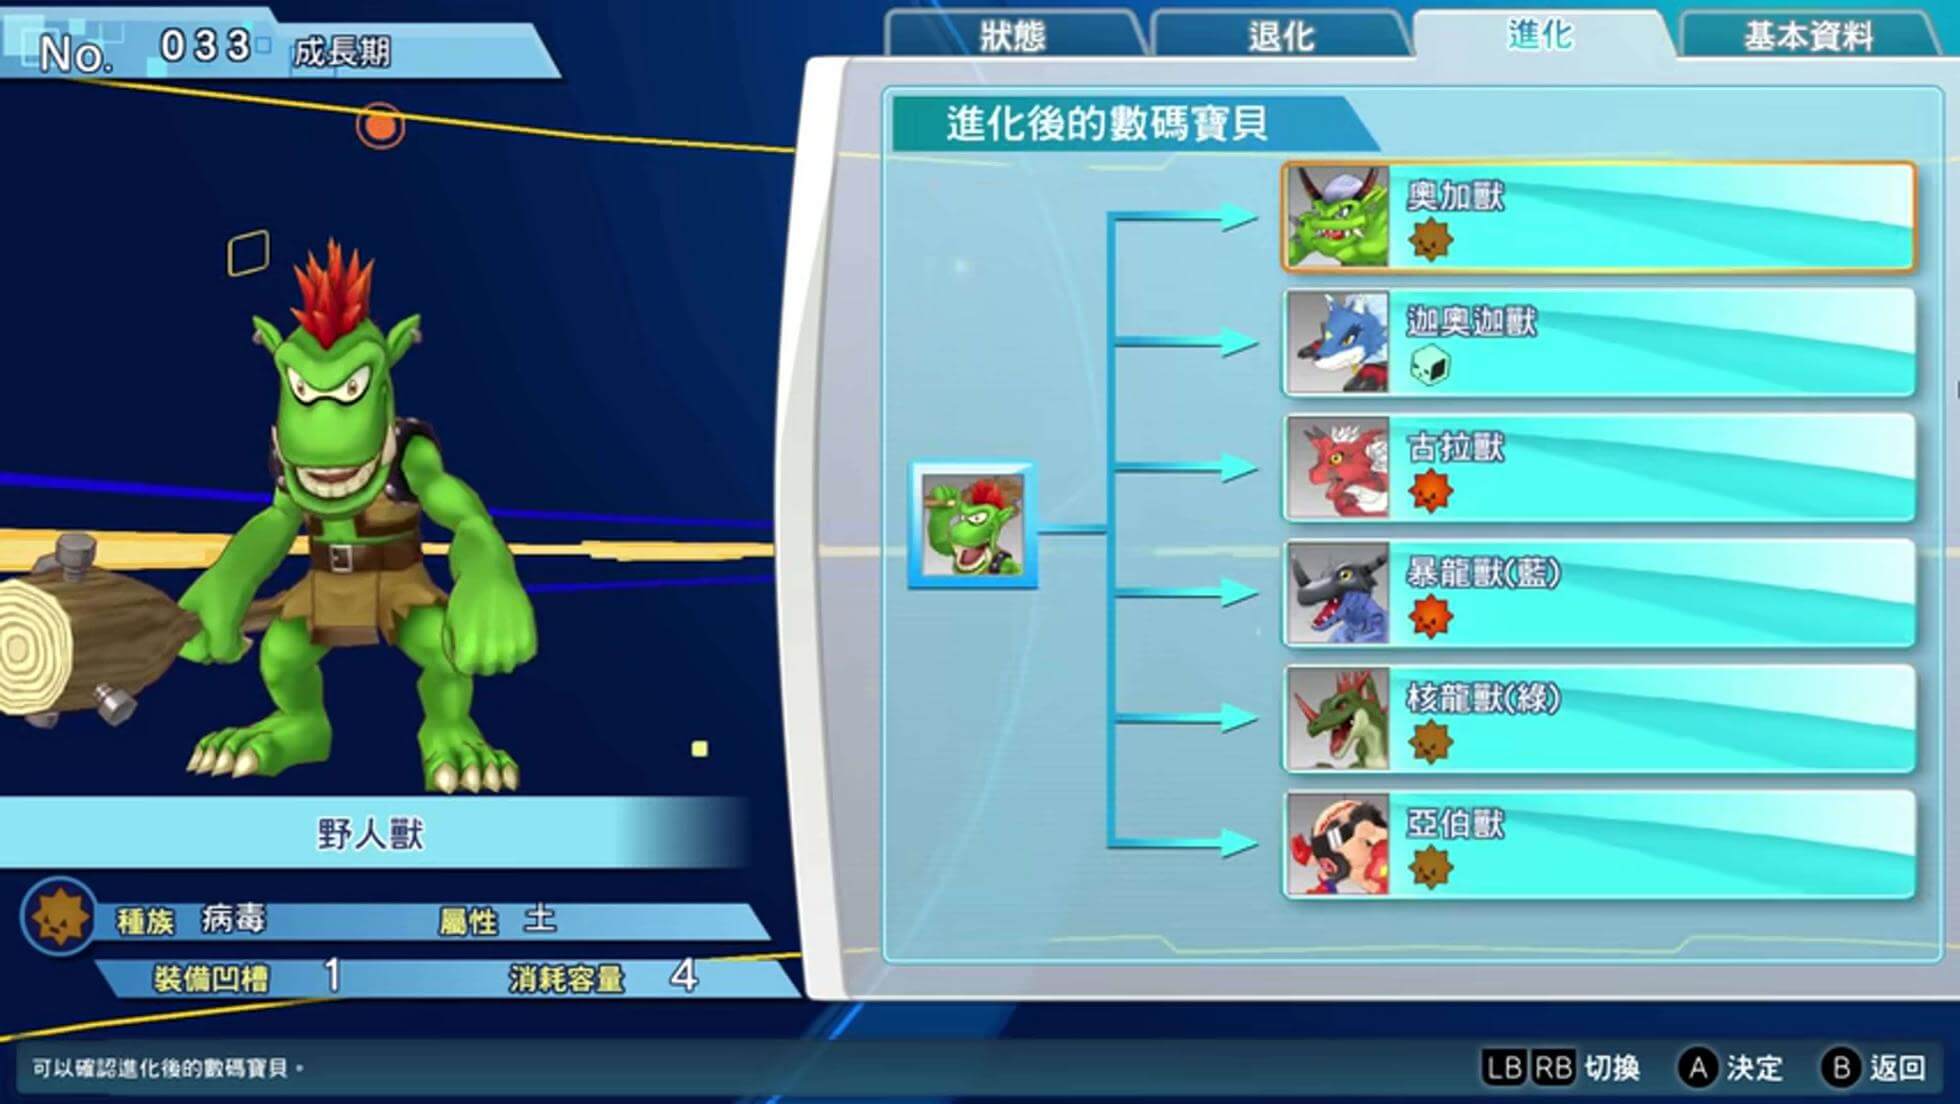 No. 033 成長期
狀態 退化 進化 基本資料
進化後的數碼寶貝
奧加獸
迦奧迦獸
古拉獸
暴龍獸(藍)
核龍獸(綠)
亞伯獸
野人獸
種族 病毒 屬性 土
裝備凹槽 1 消耗容量 4
可以確認進化後的數碼寶貝。
LB RB 切換 A 決定 B 返回